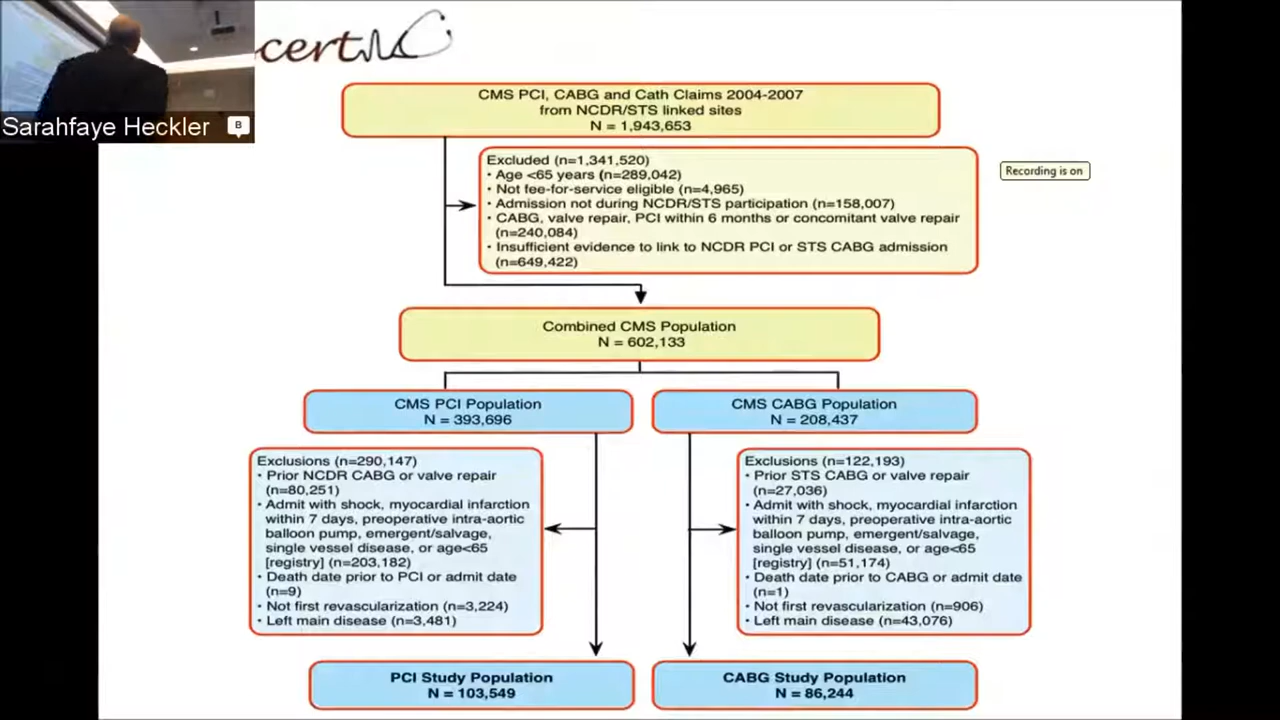 cert
Sarahfaye Heckler
B
CMS PCI, CABG and Cath Claims 2004-2007
from NCDR/STS linked sites
N = 1,943,653
Excluded (n=1,341,520)
• Age <65 years (n=289,042)
• Not fee-for-service eligible (n=4,965)
• Admission not during NCDR/STS participation (n=158,007)
• CABG, valve repair, PCI within 6 months or concomitant valve repair
(n=240,084)
• Insufficient evidence to link to NCDR PCI or STS CABG admission
(n=649,422)
Recording is on
Combined CMS Population
N = 602,133
CMS PCI Population
N = 393,696
CMS CABG Population
N = 208,437
Exclusions (n=290,147)
• Prior NCDR CABG or valve repair
(n=80,251)
• Admit with shock, myocardial infarction
within 7 days, preoperative intra-aortic
balloon pump, emergent/salvage,
single vessel disease, or age<65
[registry] (n=203,182)
• Death date prior to PCI or admit date
(n=9)
• Not first revascularization (n=3,224)
• Left main disease (n=3,481)
Exclusions (n=122,193)
• Prior STS CABG or valve repair
(n=27,036)
• Admit with shock, myocardial infarction
within 7 days, preoperative intra-aortic
balloon pump, emergent/salvage,
single vessel disease, or age<65
[registry] (n=51,174)
• Death date prior to CABG or admit date
(n=1)
• Not first revascularization (n=906)
• Left main disease (n=43,076)
PCI Study Population
N = 103,549
CABG Study Population
N = 86,244